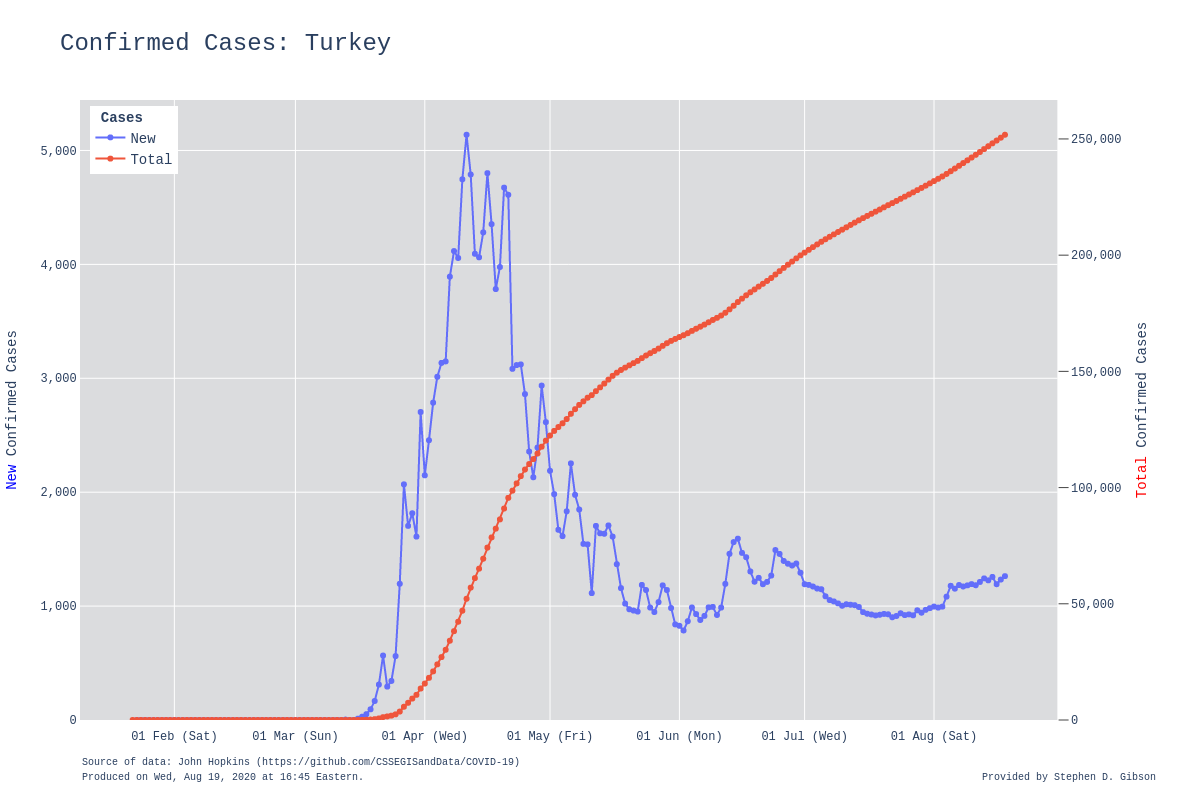 Confirmed Cases: Turkey
Cases
New
Total
5,000
4,000
3,000
2,000
1,000
0
250,000
200,000
150,000
100,000
50,000
0
New Confirmed Cases
Total Confirmed Cases
01 Feb (Sat)
01 Mar (Sun)
01 Apr (Wed)
01 May (Fri)
01 Jun (Mon)
01 Jul (Wed)
01 Aug (Sat)
Source of data: John Hopkins (https://github.com/CSSEGISandData/COVID-19)
Produced on Wed, Aug 19, 2020 at 16:45 Eastern.
Provided by Stephen D. Gibson